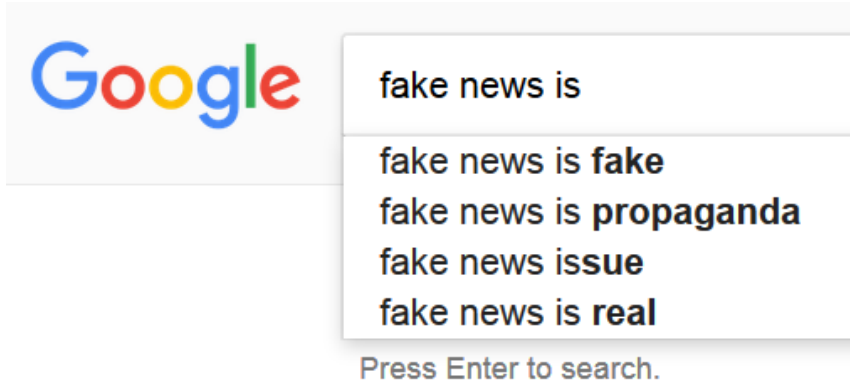 Google
fake news is
fake news is fake
fake news is propaganda
fake news issue
fake news is real
Press Enter to search.